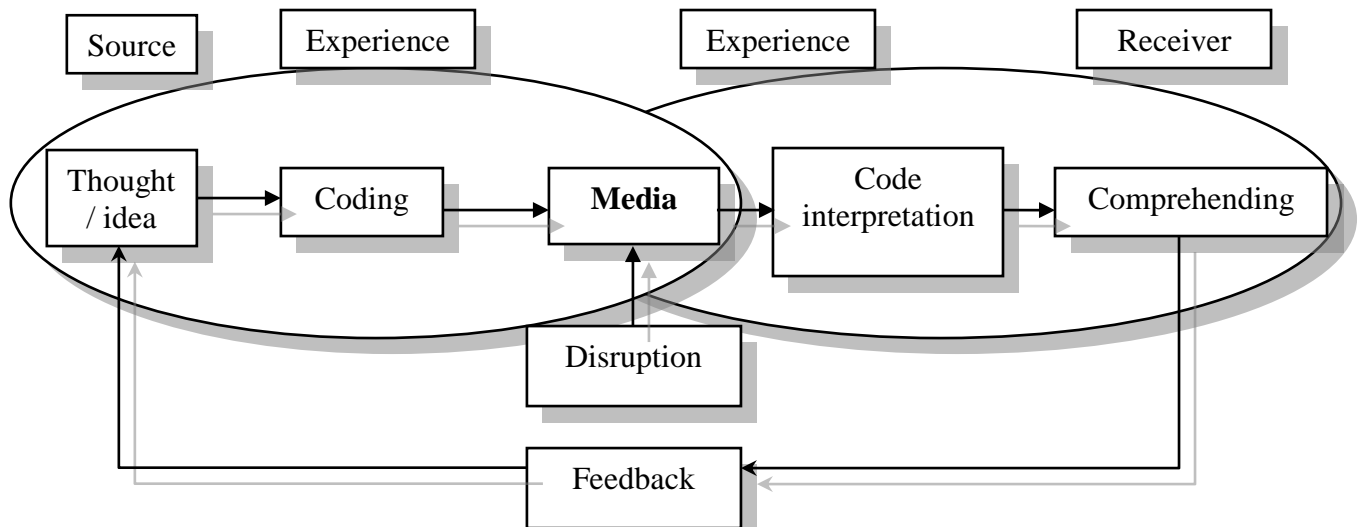 Source
Experience
Experience
Receiver
Thought
/ idea
Coding
Media
Code
interpretation
Comprehending
Disruption
Feedback